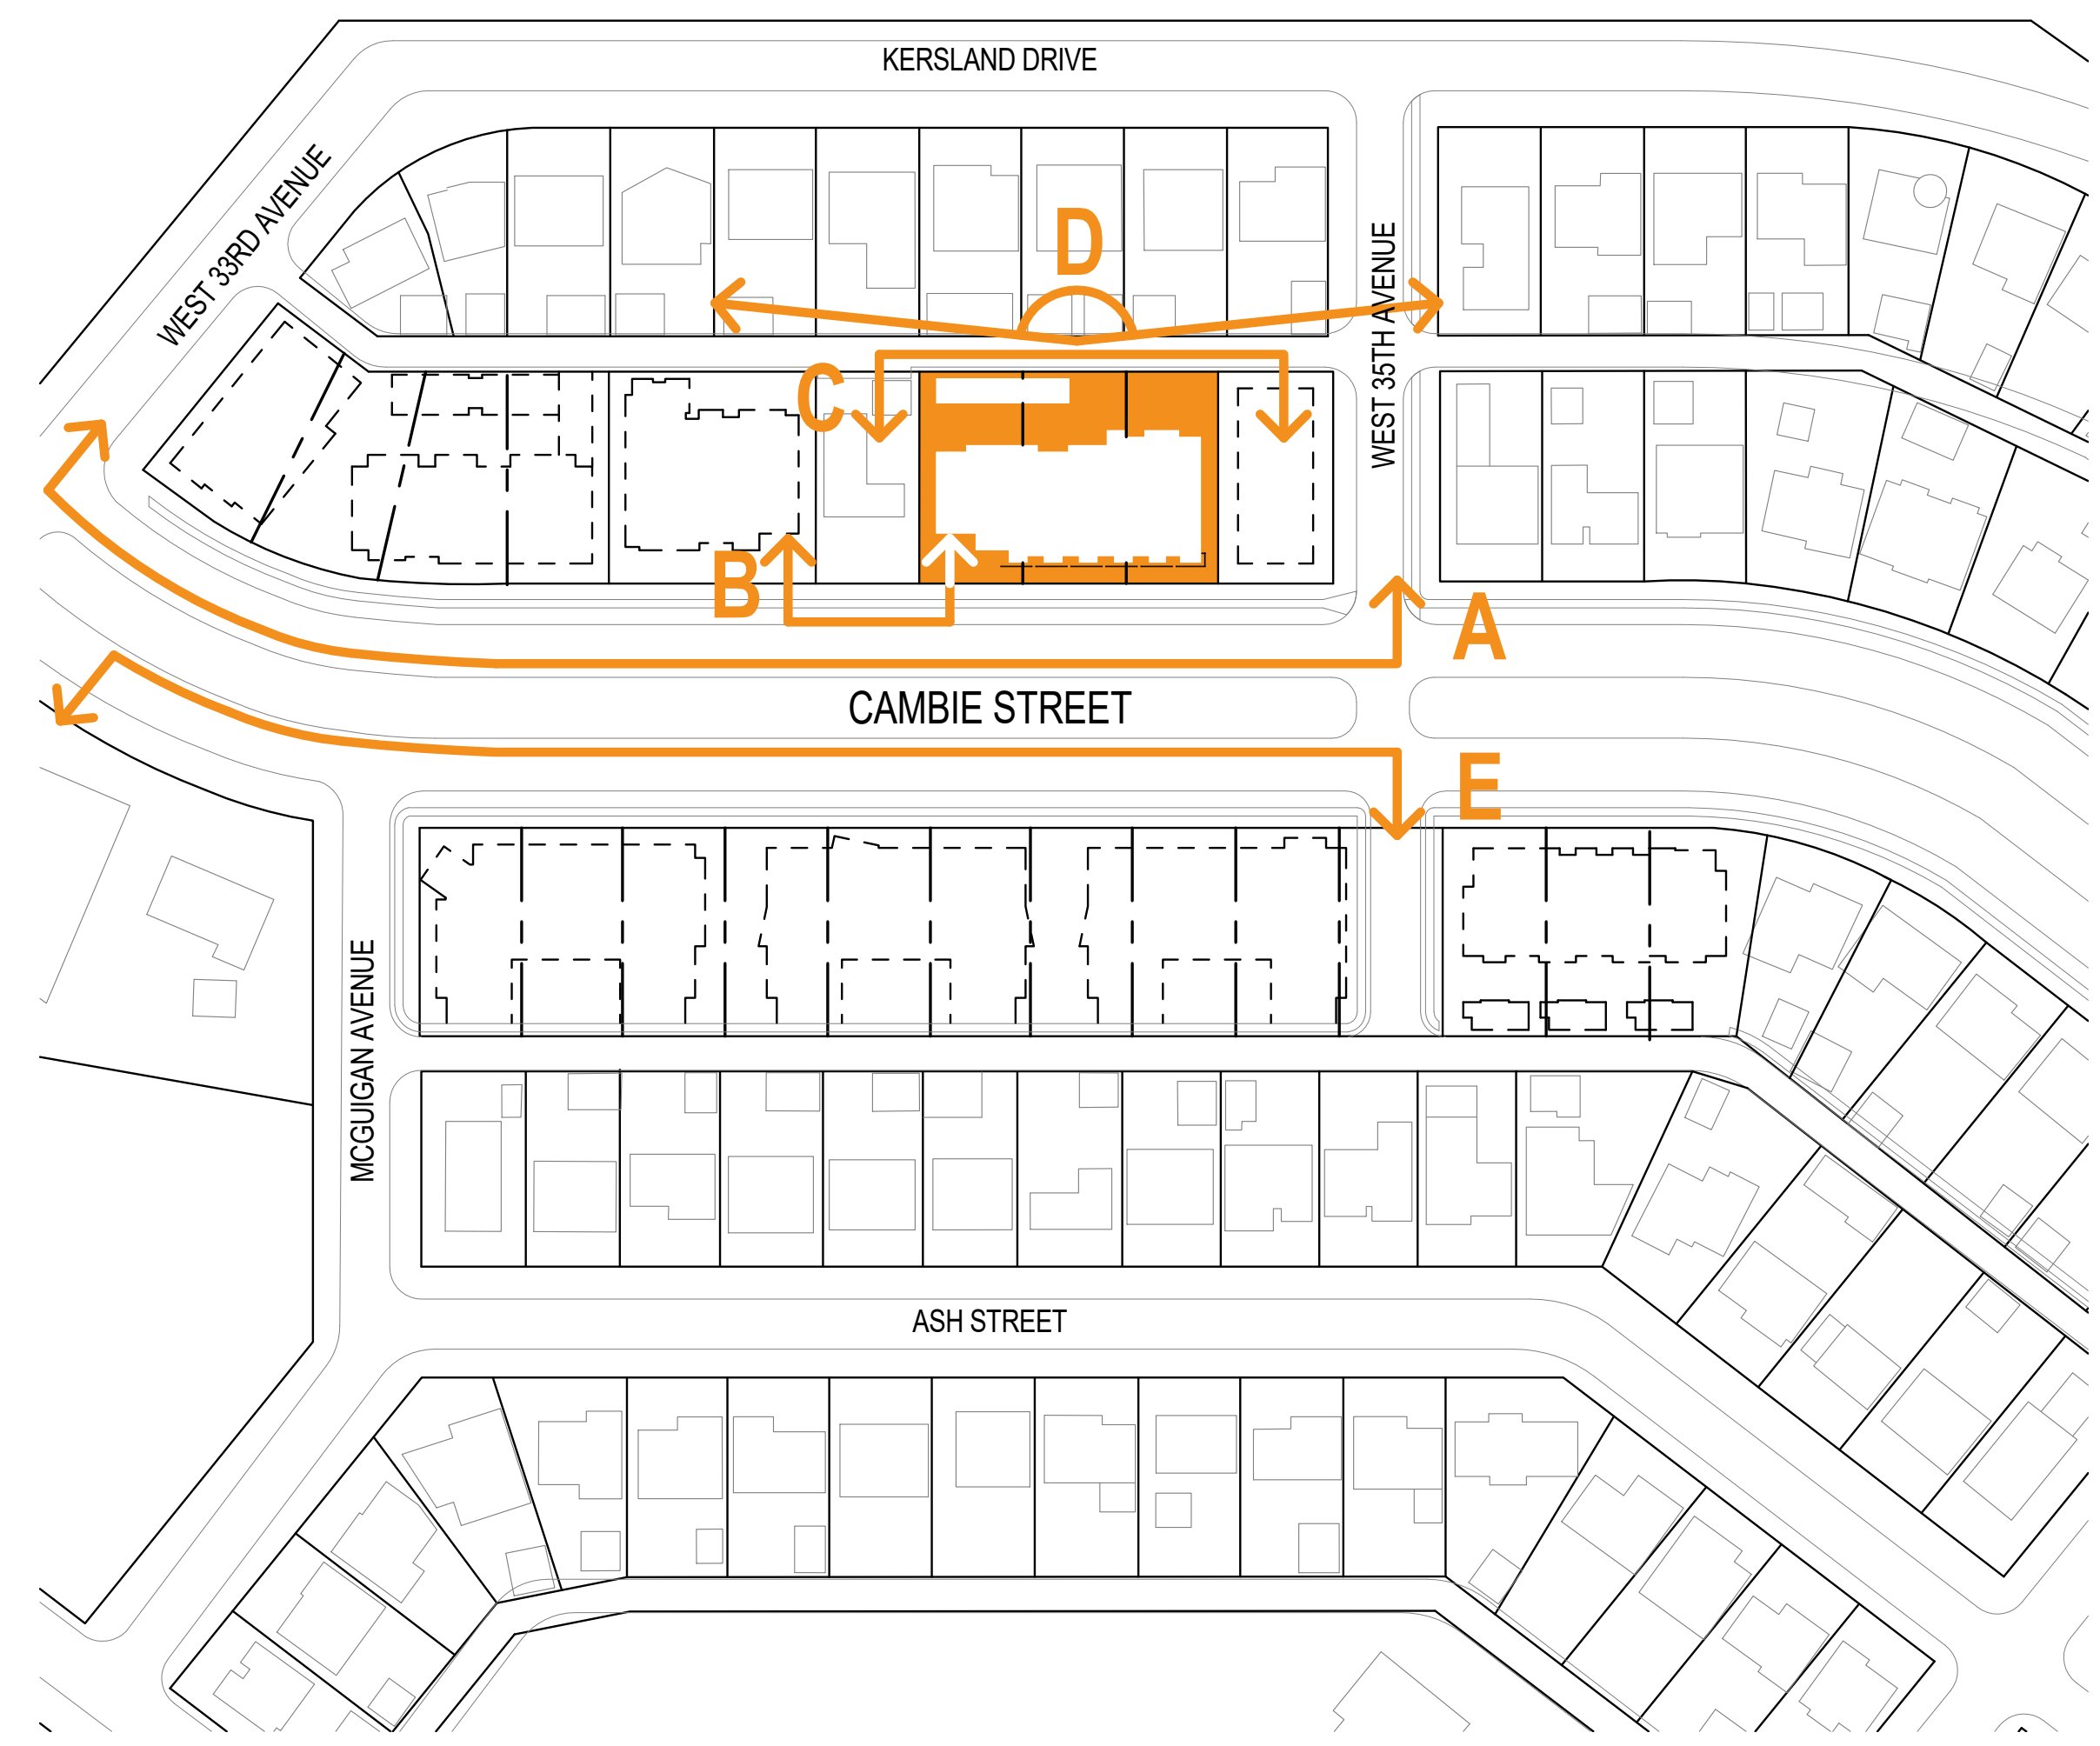 KERSLAND DRIVE
WEST 33RD AVENUE
D
WEST 35TH AVENUE
C
B
A
CAMBIE STREET
E
MCGUIGAN AVENUE
ASH STREET